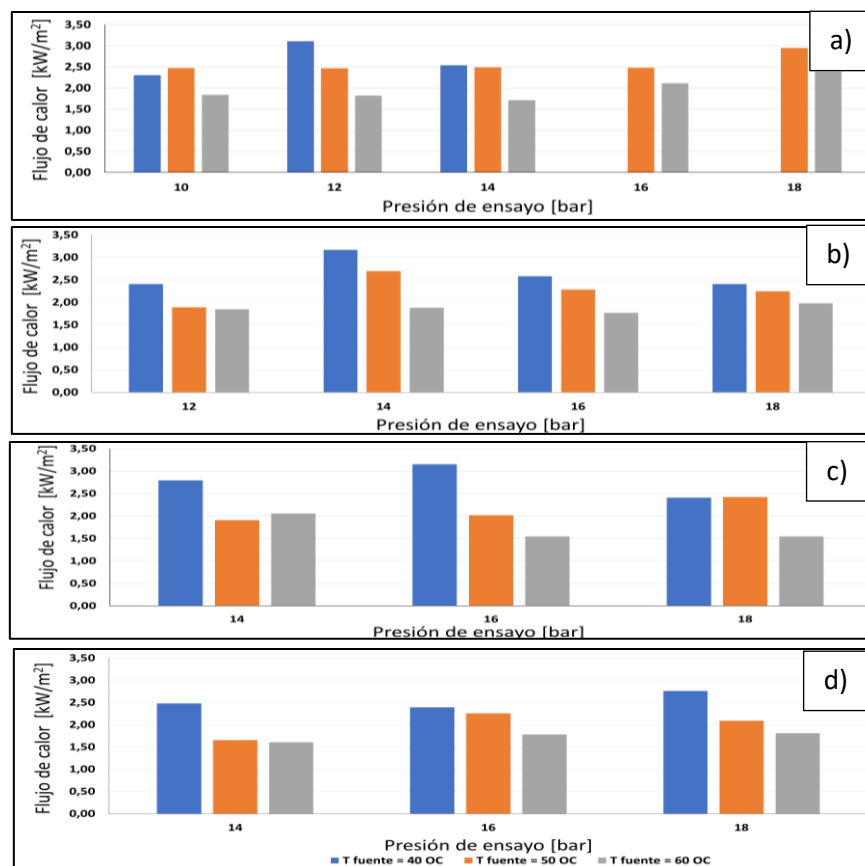 a)
Flujo de calor [kW/m²]
3,50
3,00
2,50
2,00
1,50
1,00
0,50
0,00
10 12 14 16 18
Presión de ensayo [bar]
b)
Flujo de calor [kW/m²]
3,50
3,00
2,50
2,00
1,50
1,00
0,50
0,00
12 14 16 18
Presión de ensayo [bar]
c)
Flujo de calor [kW/m²]
3,50
3,00
2,50
2,00
1,50
1,00
0,50
0,00
14 16 18
Presión de ensayo [bar]
d)
Flujo de calor [kW/m²]
3,50
3,00
2,50
2,00
1,50
1,00
0,50
0,00
14 16 18
Presión de ensayo [bar]
T fuente = 40 OC T fuente = 50 OC T fuente = 60 OC